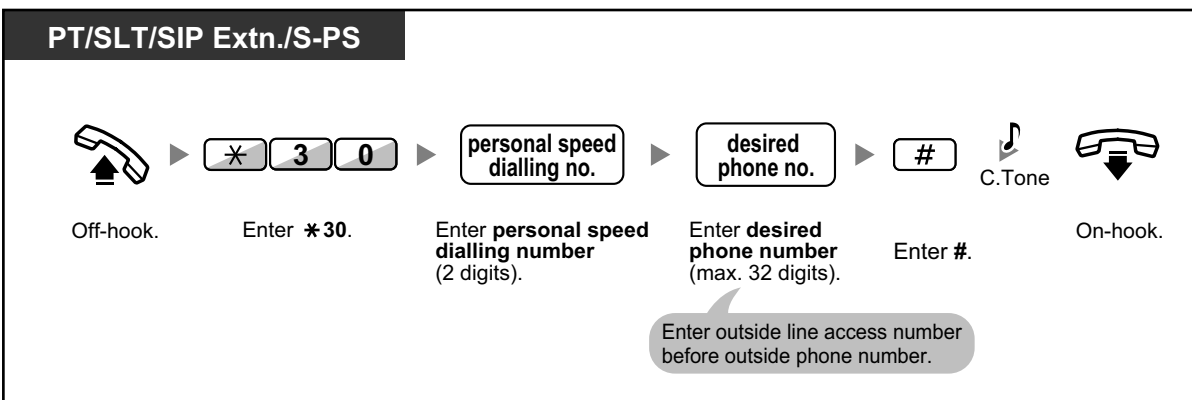 PT/SLT/SIP Extn./S-PS
✱ 3 0
personal speed
dialling no.
desired
phone no.
#
C.Tone
Off-hook.
Enter ✱30.
Enter personal speed
dialling number
(2 digits).
Enter desired
phone number
(max. 32 digits).
Enter #.
On-hook.
Enter outside line access number
before outside phone number.